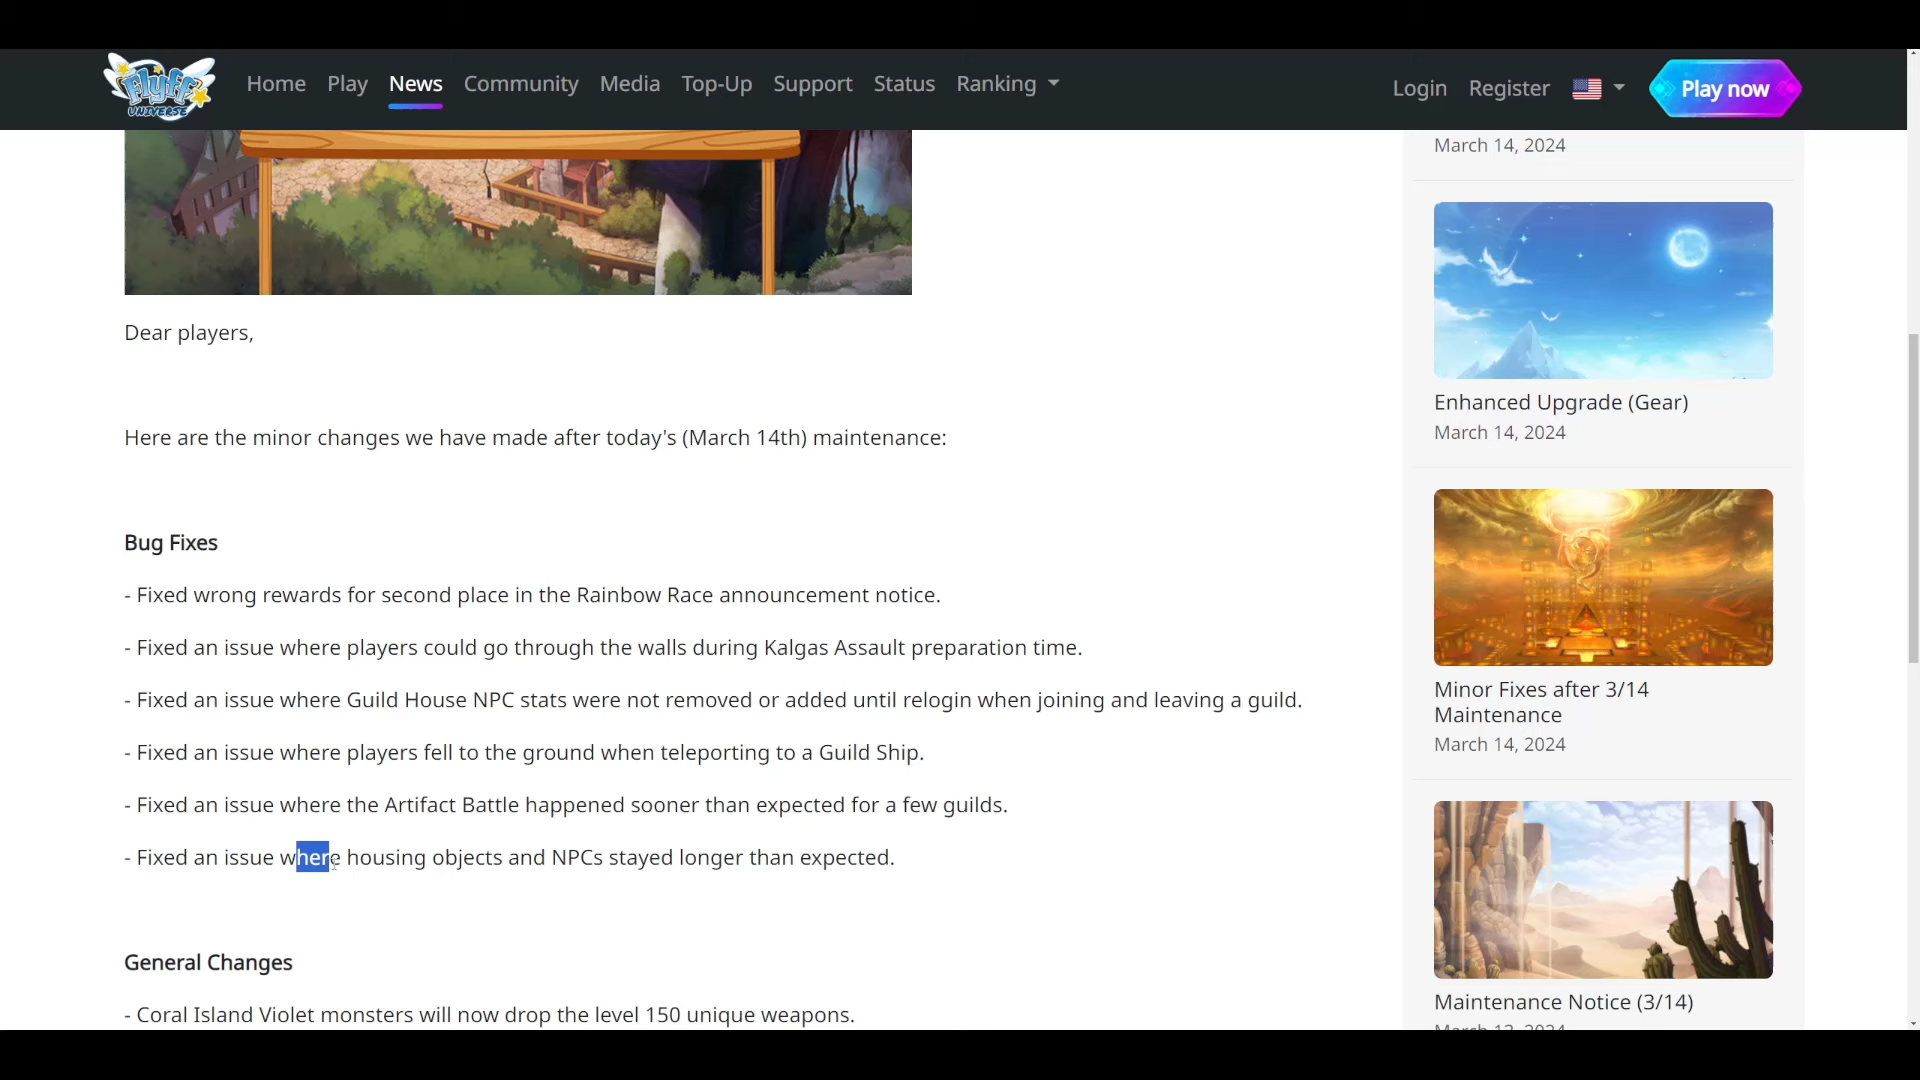 Flyff
UNIVERSE
Home Play News Community Media Top-Up Support Status Ranking
Login Register
Play now
March 14, 2024
Dear players,
Here are the minor changes we have made after today's (March 14th) maintenance:
Bug Fixes
- Fixed wrong rewards for second place in the Rainbow Race announcement notice.
- Fixed an issue where players could go through the walls during Kalgas Assault preparation time.
- Fixed an issue where Guild House NPC stats were not removed or added until relogin when joining and leaving a guild.
- Fixed an issue where players fell to the ground when teleporting to a Guild Ship.
- Fixed an issue where the Artifact Battle happened sooner than expected for a few guilds.
- Fixed an issue where housing objects and NPCs stayed longer than expected.
General Changes
- Coral Island Violet monsters will now drop the level 150 unique weapons.
Enhanced Upgrade (Gear)
March 14, 2024
Minor Fixes after 3/14
Maintenance
March 14, 2024
Maintenance Notice (3/14)
March 13, 2024